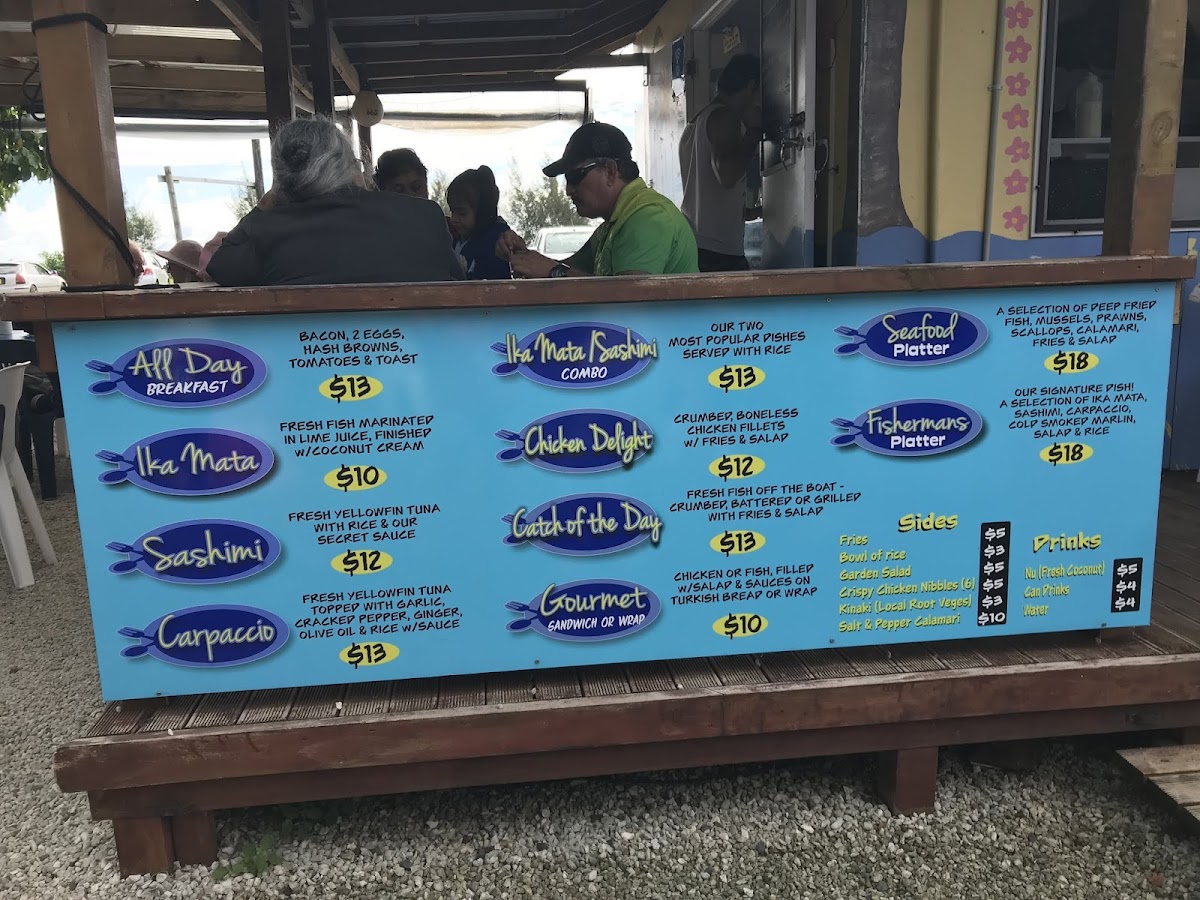 All Day
BREAKFAST
BACON, 2 EGGS,
HASH BROWNS,
TOMATOES & TOAST
$13
Ika Mata
FRESH FISH MARINATED
IN LIME JUICE, FINISHED
W/COCONUT CREAM
$10
Sashimi
FRESH YELLOWFIN TUNA
WITH RICE & OUR
SECRET SAUCE
$12
Carpaccio
FRESH YELLOWFIN TUNA
TOPPED WITH GARLIC,
CRACKED PEPPER, GINGER,
OLIVE OIL & RICE W/SAUCE
$13
Ika Mata/Sashimi
COMBO
OUR TWO
MOST POPULAR DISHES
SERVED WITH RICE
$13
Chicken Delight
CRUMBED, BONELESS
CHICKEN FILLETS
W/ FRIES & SALAD
$12
Catch of the Day
FRESH FISH OFF THE BOAT -
CRUMBED, BATTERED OR GRILLED
WITH FRIES & SALAD
$13
Gourmet
SANDWICH OR WRAP
CHICKEN OR FISH, FILLED
W/SALAD & SAUCES ON
TURKISH BREAD OR WRAP
$10
Seafood
Platter
A SELECTION OF DEEP FRIED
FISH, MUSSELS, PRAWNS,
SCALLOPS, CALAMARI,
FRIES & SALAD
$18
Fishermans
Platter
OUR SIGNATURE DISH!
A SELECTION OF IKA MATA,
SASHIMI, CARPACCIO,
COLD SMOKED MARLIN,
SALAD & RICE
$18
Sides
Fries $5
Bowl of rice $3
Garden Salad $5
Crispy Chicken Nibbles (6) $5
Kinaki (Local Root Veges) $3
Salt & Pepper Calamari $10
Drinks
Nu (Fresh Coconut) $5
Can Drinks $4
Water $4